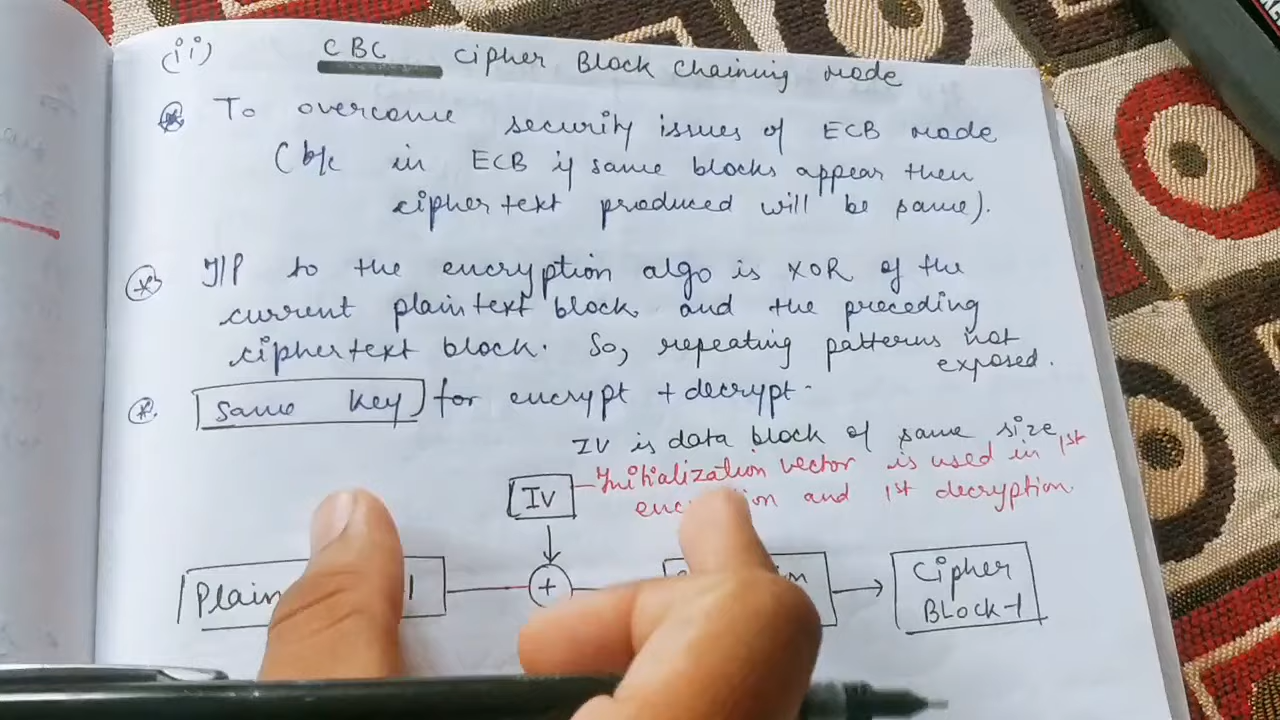 (ii) CBC Cipher Block Chaining Mode
To overcome security issues of ECB mode
(b/c in ECB if same blocks appear then
ciphertext produced will be same).
I/P to the encryption algo is XOR of the
current plaintext block and the preceding
ciphertext block. So, repeating patterns not
exposed.
Same Key for encrypt + decrypt.
IV is data block of same size
IV - Initialization vector is used in 1st
and 1st decryption
Plain
+
Cipher
Block-1